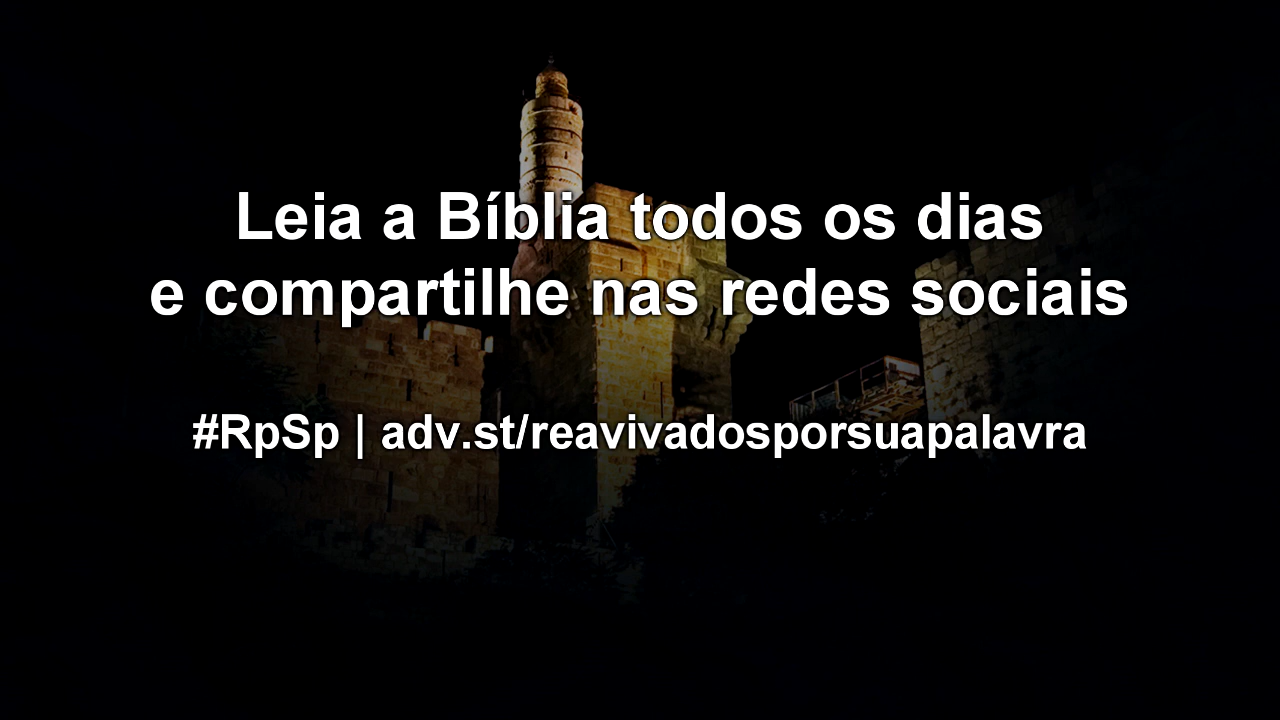 Leia a Bíblia todos os dias
e compartilhe nas redes sociais
#RpSp | adv.st/reavivadosporsuapalavra